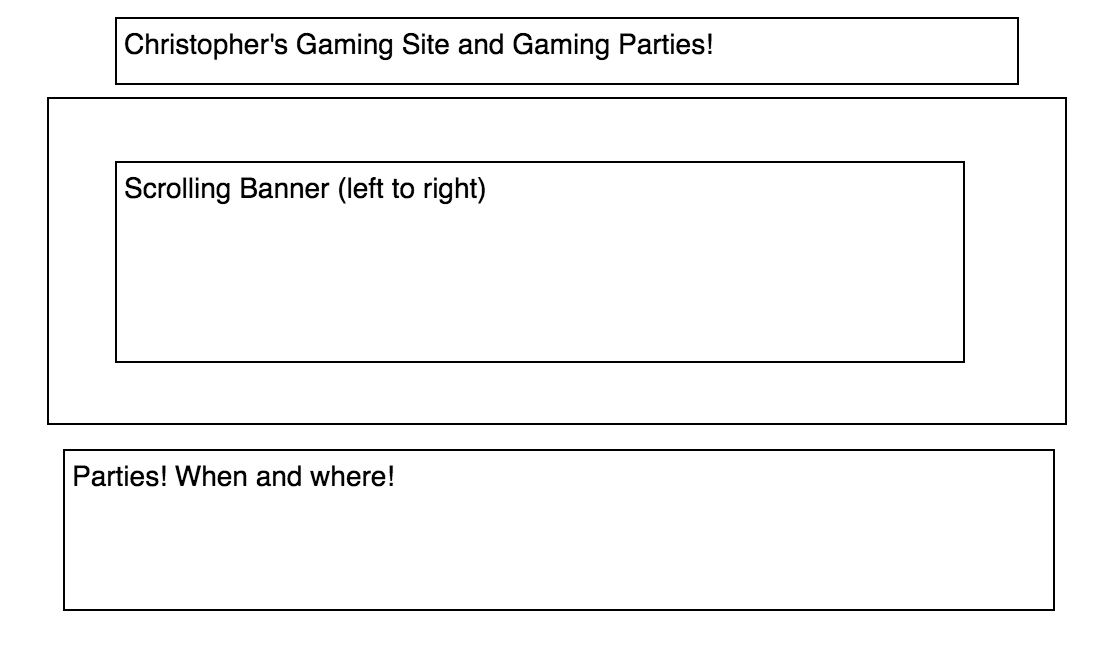 Christopher's Gaming Site and Gaming Parties!
Scrolling Banner (left to right)
Parties! When and where!